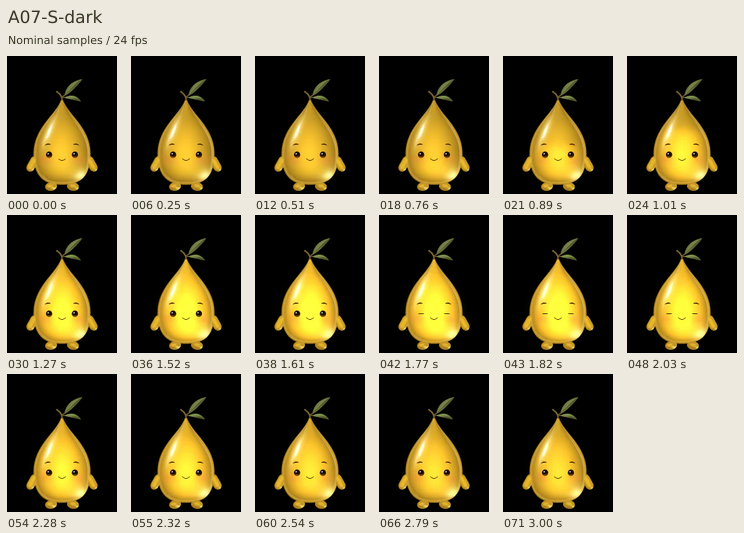 A07-S-dark
Nominal samples / 24 fps
000 0.00 s
006 0.25 s
012 0.51 s
018 0.76 s
021 0.89 s
024 1.01 s
030 1.27 s
036 1.52 s
038 1.61 s
042 1.77 s
043 1.82 s
048 2.03 s
054 2.28 s
055 2.32 s
060 2.54 s
066 2.79 s
071 3.00 s